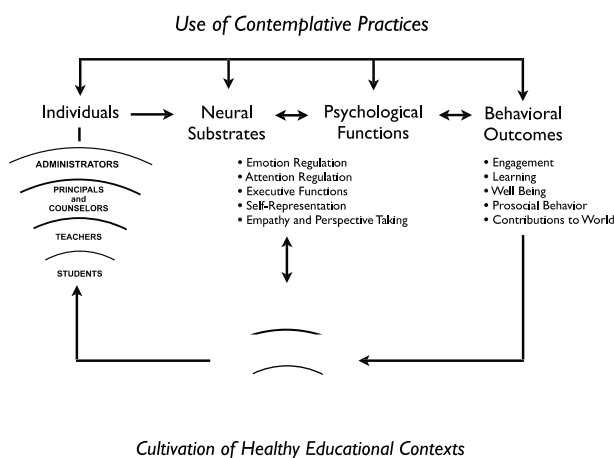 Use of Contemplative Practices
Individuals
Neural
Substrates
Psychological
Functions
Behavioral
Outcomes
ADMINISTRATORS
PRINCIPALS
and
COUNSELORS
TEACHERS
STUDENTS
• Emotion Regulation
• Attention Regulation
• Executive Functions
• Self-Representation
• Empathy and Perspective Taking
• Engagement
• Learning
• Well Being
• Prosocial Behavior
• Contributions to World
Cultivation of Healthy Educational Contexts